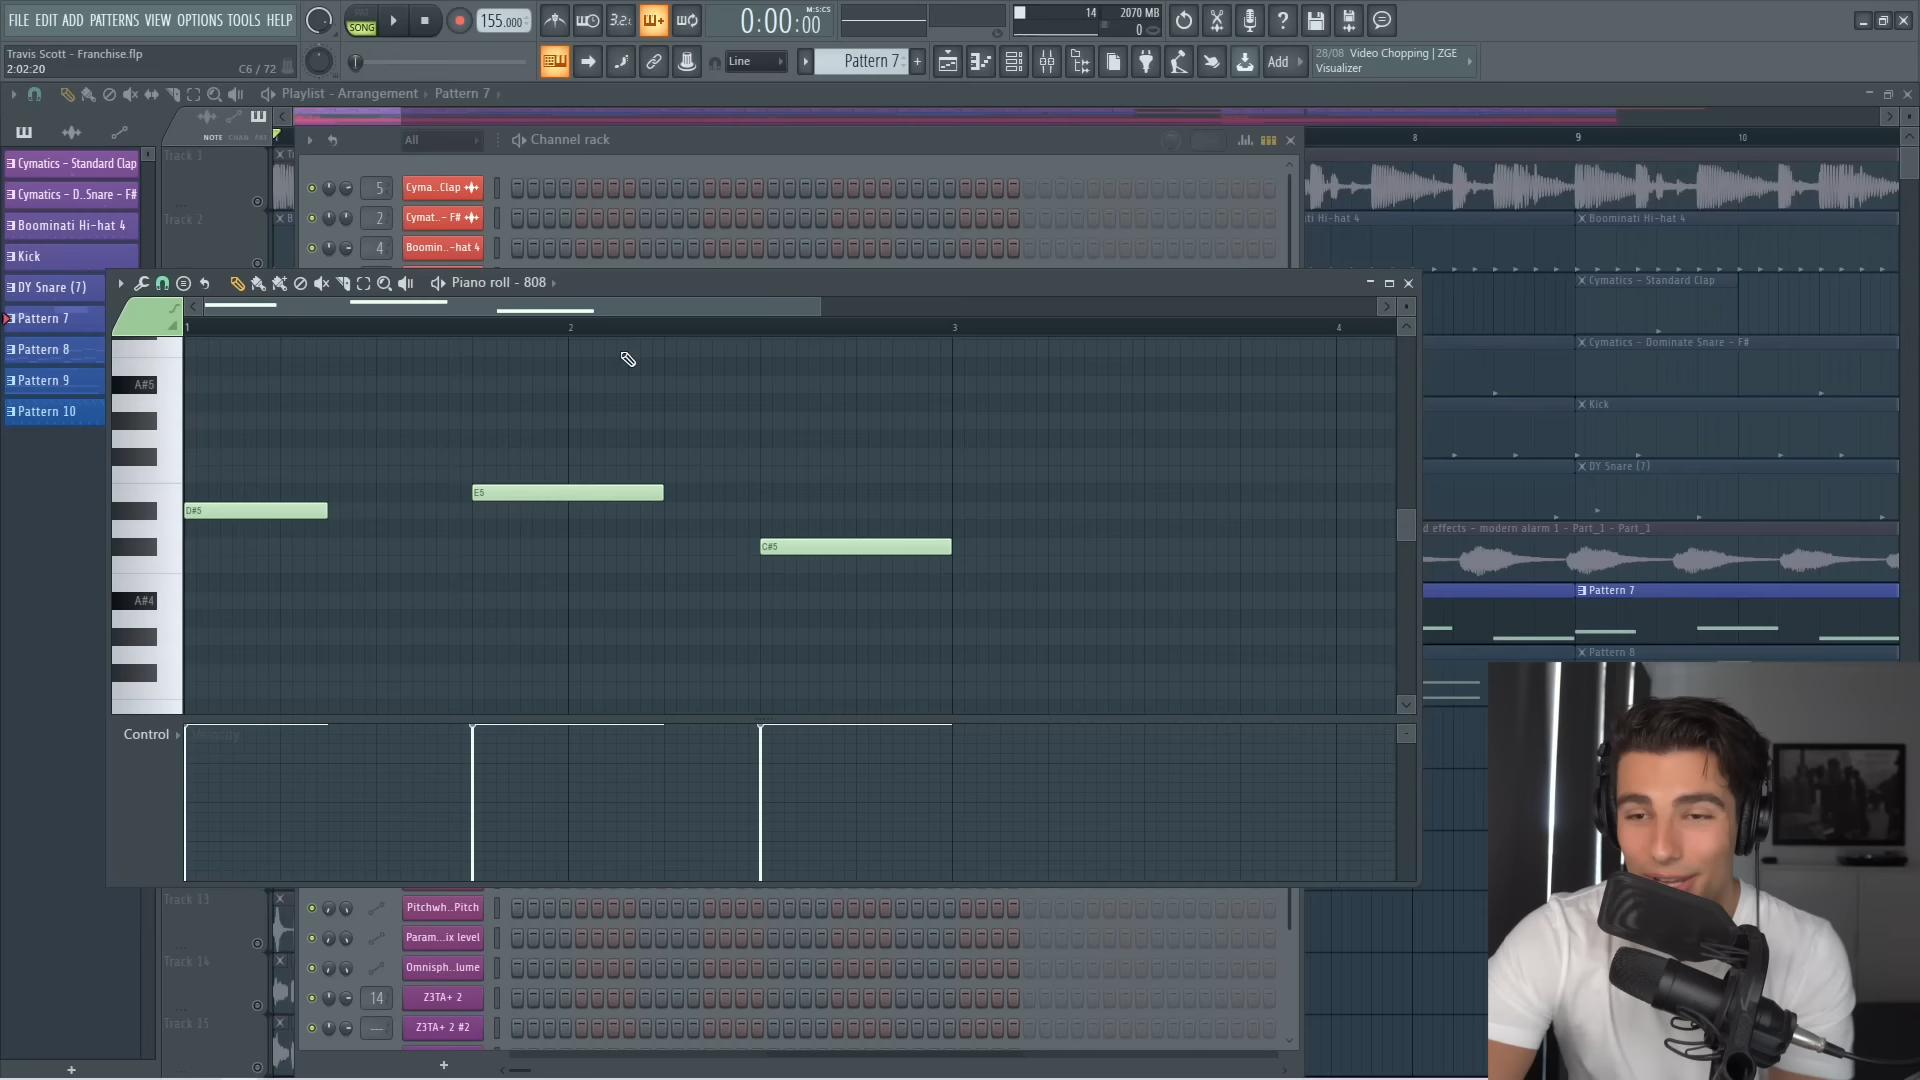 FILE EDIT ADD PATTERNS VIEW OPTIONS TOOLS HELP
PAT
SONG
155.000
3.2.
0:00:00
M:S:CS
14
2070 MB
0
Travis Scott - Franchise.flp
2:02:20
C6 / 72
Line
Pattern 7
+
Add
28/08 Video Chopping | ZGE
Visualizer
Playlist - Arrangement
Pattern 7
NOTE CHAN PAT
All
Channel rack
8
9
10
Cymatics - Standard Clap
Cymatics - D..Snare - F#
Boominati Hi-hat 4
Kick
DY Snare (7)
Pattern 7
Pattern 8
Pattern 9
Pattern 10
Track 1
Track 2
5
Cyma..Clap
2
Cymat..- F#
4
Boomin..-hat 4
ti Hi-hat 4
Boominati Hi-hat 4
Cymatics - Standard Clap
Cymatics - Dominate Snare - F#
Kick
DY Snare (7)
d effects - modern alarm 1 - Part_1 - Part_1
Pattern 7
Pattern 8
Piano roll - 808
1
2
3
4
A#5
E5
D#5
C#5
A#4
Control
Velocity
Track 13
Pitchwh..Pitch
Param...ix level
Track 14
Omnisph..lume
14
Z3TA+ 2
Track 15
---
Z3TA+ 2 #2
+
+